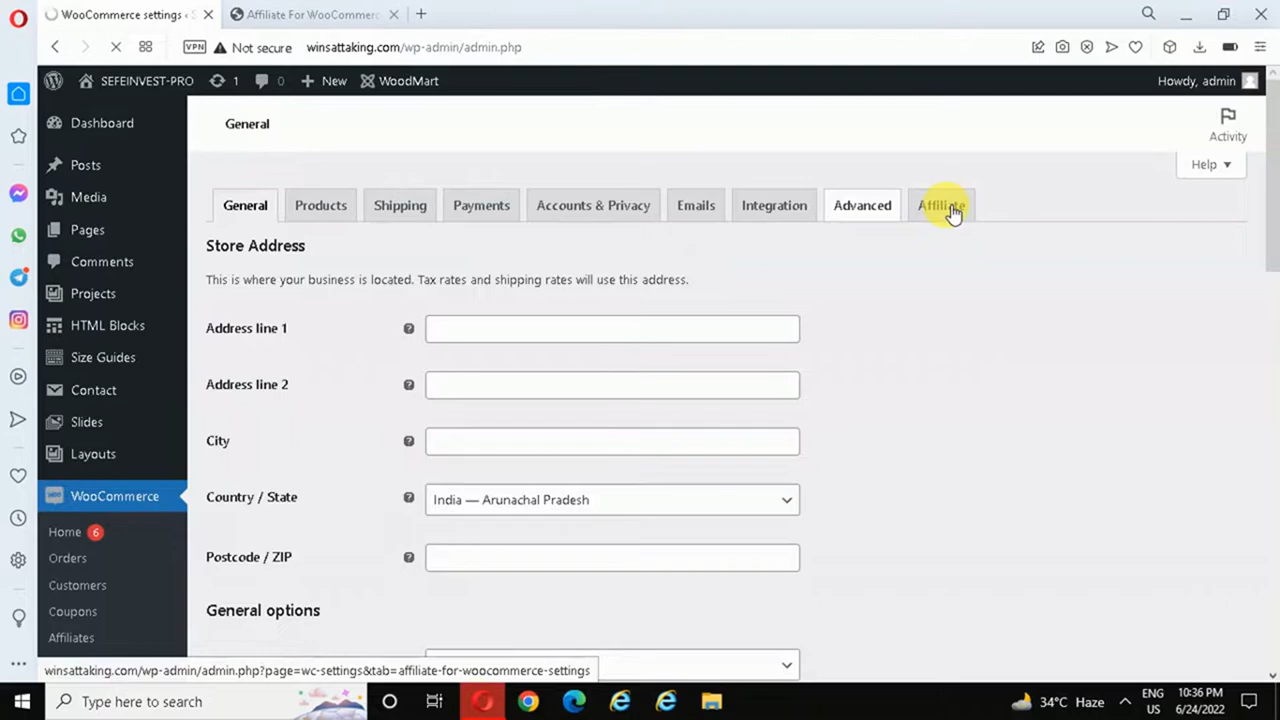 WooCommerce settings ‹ S
Affiliate For WooCommerc
VPN Not secure winsattaking.com/wp-admin/admin.php
SEFEINVEST-PRO 1 0 New WoodMart Howdy, admin
Dashboard
Posts
Media
Pages
Comments
Projects
HTML Blocks
Size Guides
Contact
Slides
Layouts
WooCommerce
Home 6
Orders
Customers
Coupons
Affiliates
General
Activity
Help
General Products Shipping Payments Accounts & Privacy Emails Integration Advanced Affiliate
Store Address
This is where your business is located. Tax rates and shipping rates will use this address.
Address line 1
Address line 2
City
Country / State India — Arunachal Pradesh
Postcode / ZIP
General options
winsattaking.com/wp-admin/admin.php?page=wc-settings&tab=affiliate-for-woocommerce-settings
Type here to search
34°C Haze
ENG
US
10:36 PM
6/24/2022